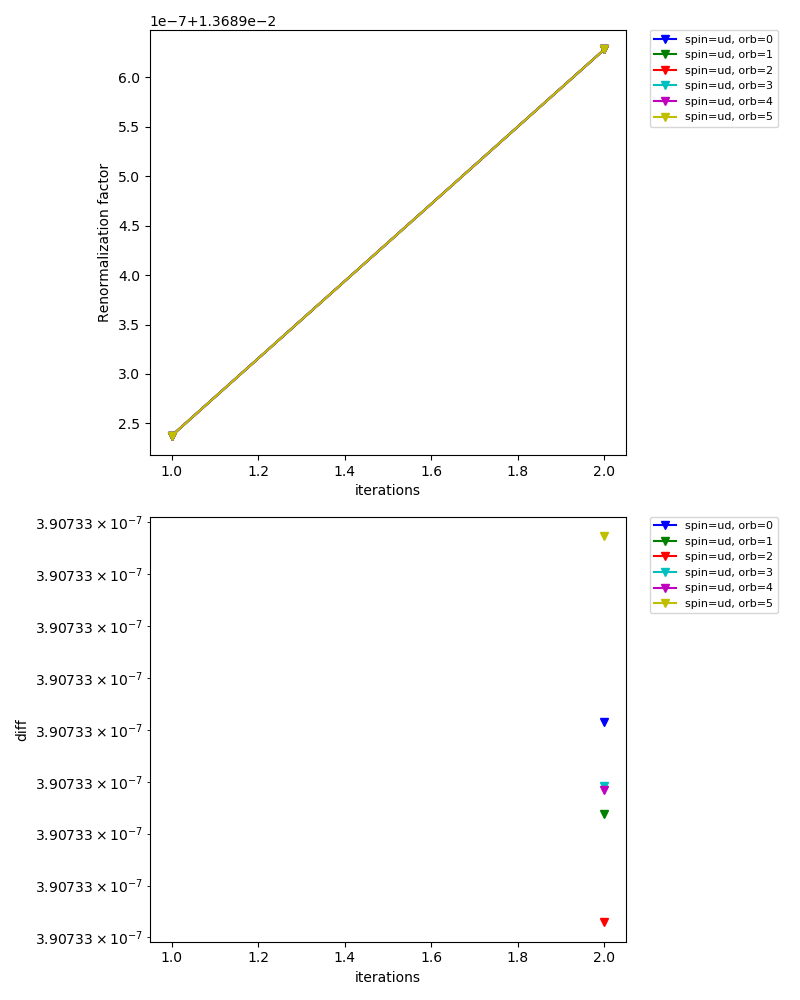 1e-7+1.3689e-2
6.0
5.5
5.0
4.5
4.0
3.5
3.0
2.5
Renormalization factor
1.0 1.2 1.4 1.6 1.8 2.0
iterations
spin=ud, orb=0
spin=ud, orb=1
spin=ud, orb=2
spin=ud, orb=3
spin=ud, orb=4
spin=ud, orb=5
3.90733 × 10⁻⁷
3.90733 × 10⁻⁷
3.90733 × 10⁻⁷
3.90733 × 10⁻⁷
3.90733 × 10⁻⁷
3.90733 × 10⁻⁷
3.90733 × 10⁻⁷
3.90733 × 10⁻⁷
3.90733 × 10⁻⁷
diff
1.0 1.2 1.4 1.6 1.8 2.0
iterations
spin=ud, orb=0
spin=ud, orb=1
spin=ud, orb=2
spin=ud, orb=3
spin=ud, orb=4
spin=ud, orb=5